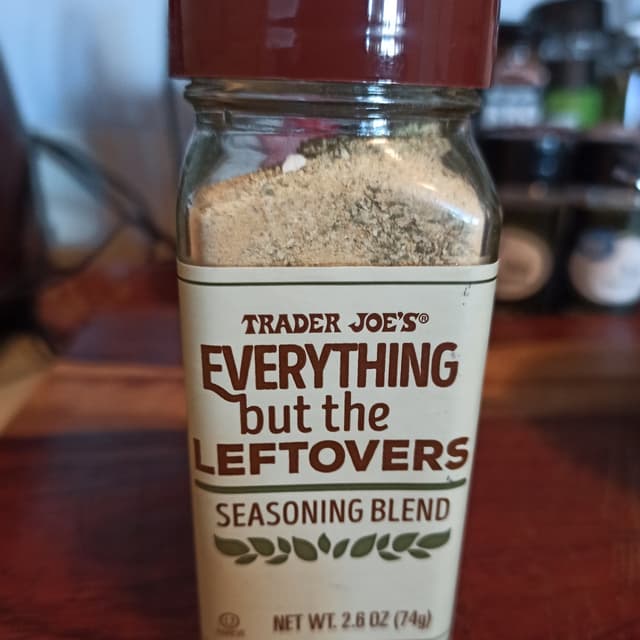 TRADER JOE'S®
EVERYTHING
but the
LEFTOVERS
SEASONING BLEND
NET WT. 2.6 OZ (74g)